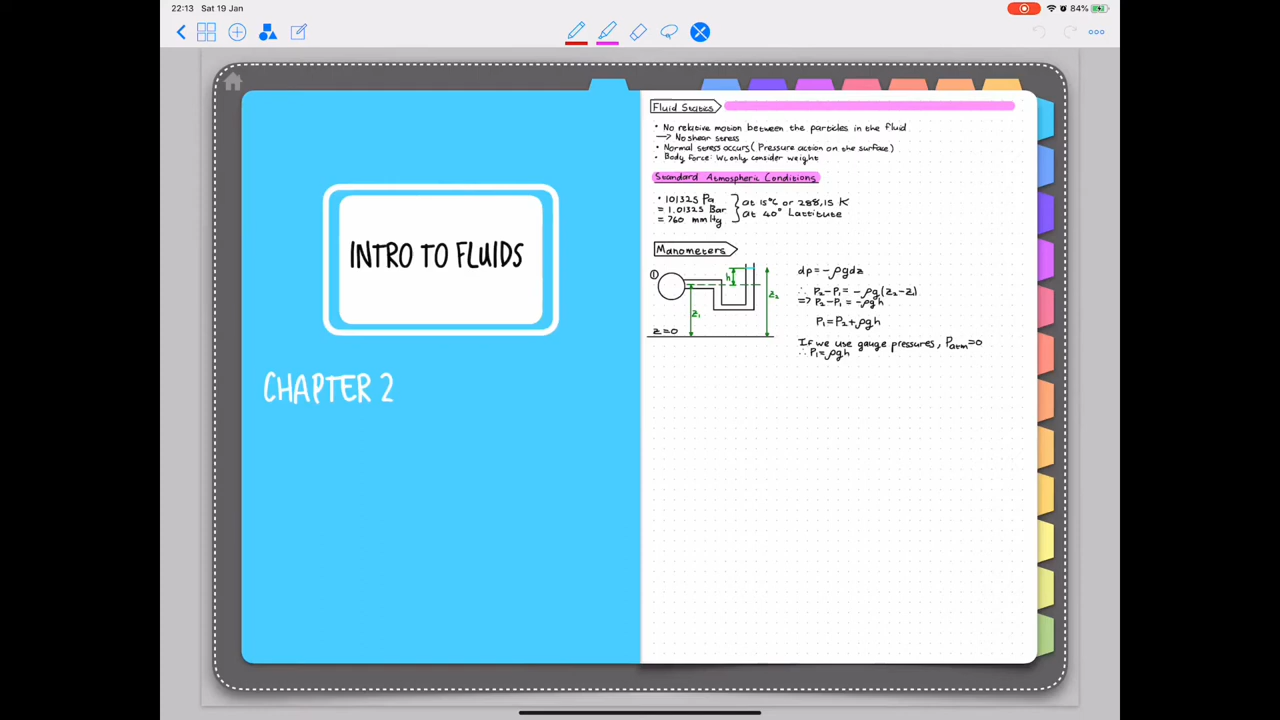 22:13 Sat 19 Jan
84%
INTRO TO FLUIDS
CHAPTER 2
Fluid Statics
• No relative motion between the particles in the fluid
→ No shear stress
• Normal stress occurs (Pressure action on the surface)
• Body force: We only consider weight
Standard Atmospheric Conditions
• 101325 Pa
= 1.01325 Bar
= 760 mmHg
at 15°C or 288,15 K
at 40° Lattitute
Manometers
①
h
z₁
z₂
z=0
dp = -ρgdz
∴ P₂-P₁ = -ρg(z₂-z₁)
=> P₂-P₁ = -ρgh
P₁ = P₂ + ρgh
If we use gauge pressures, Patm=0
∴ P₁ = ρgh